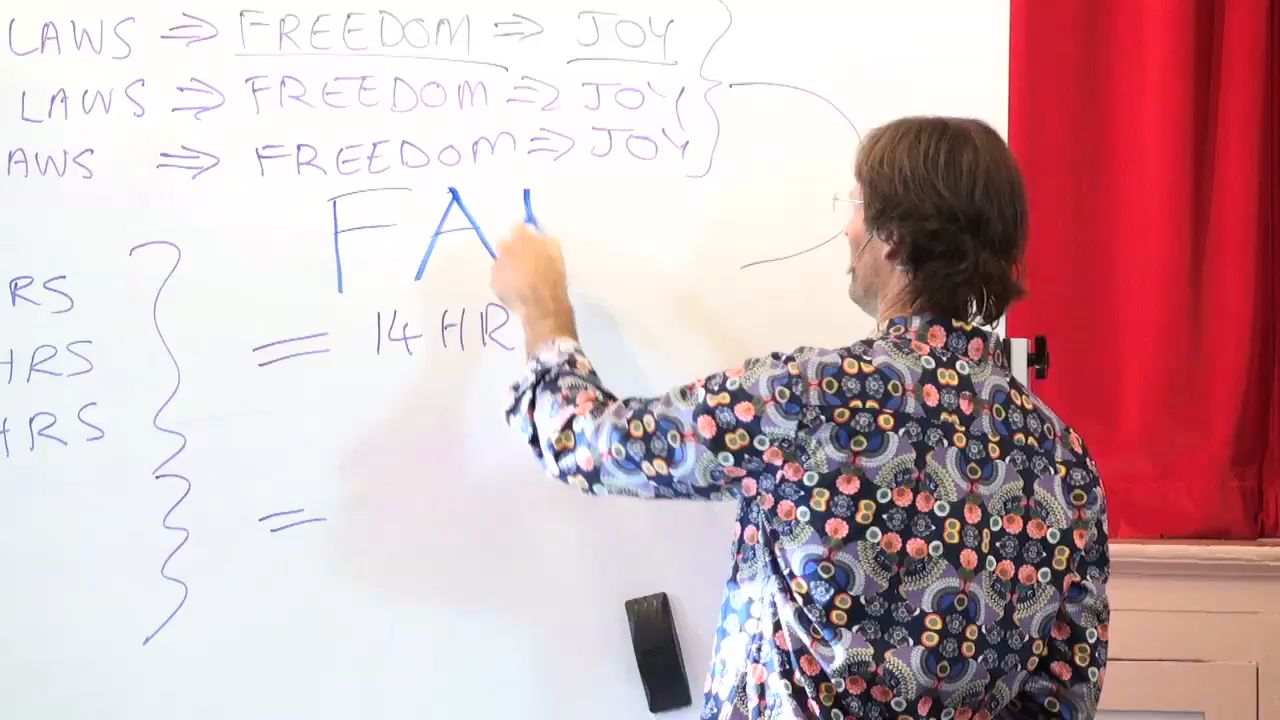 LAWS ⇒ FREEDOM ⇒ JOY
LAWS ⇒ FREEDOM ⇒ JOY
AWS ⇒ FREEDOM ⇒ JOY
FA
RS
HRS = 14 HR
HRS
=